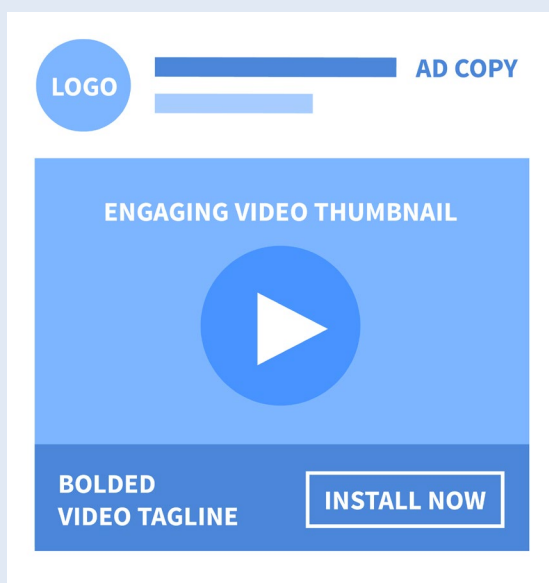 LOGO
AD COPY
ENGAGING VIDEO THUMBNAIL
BOLDED
VIDEO TAGLINE
INSTALL NOW